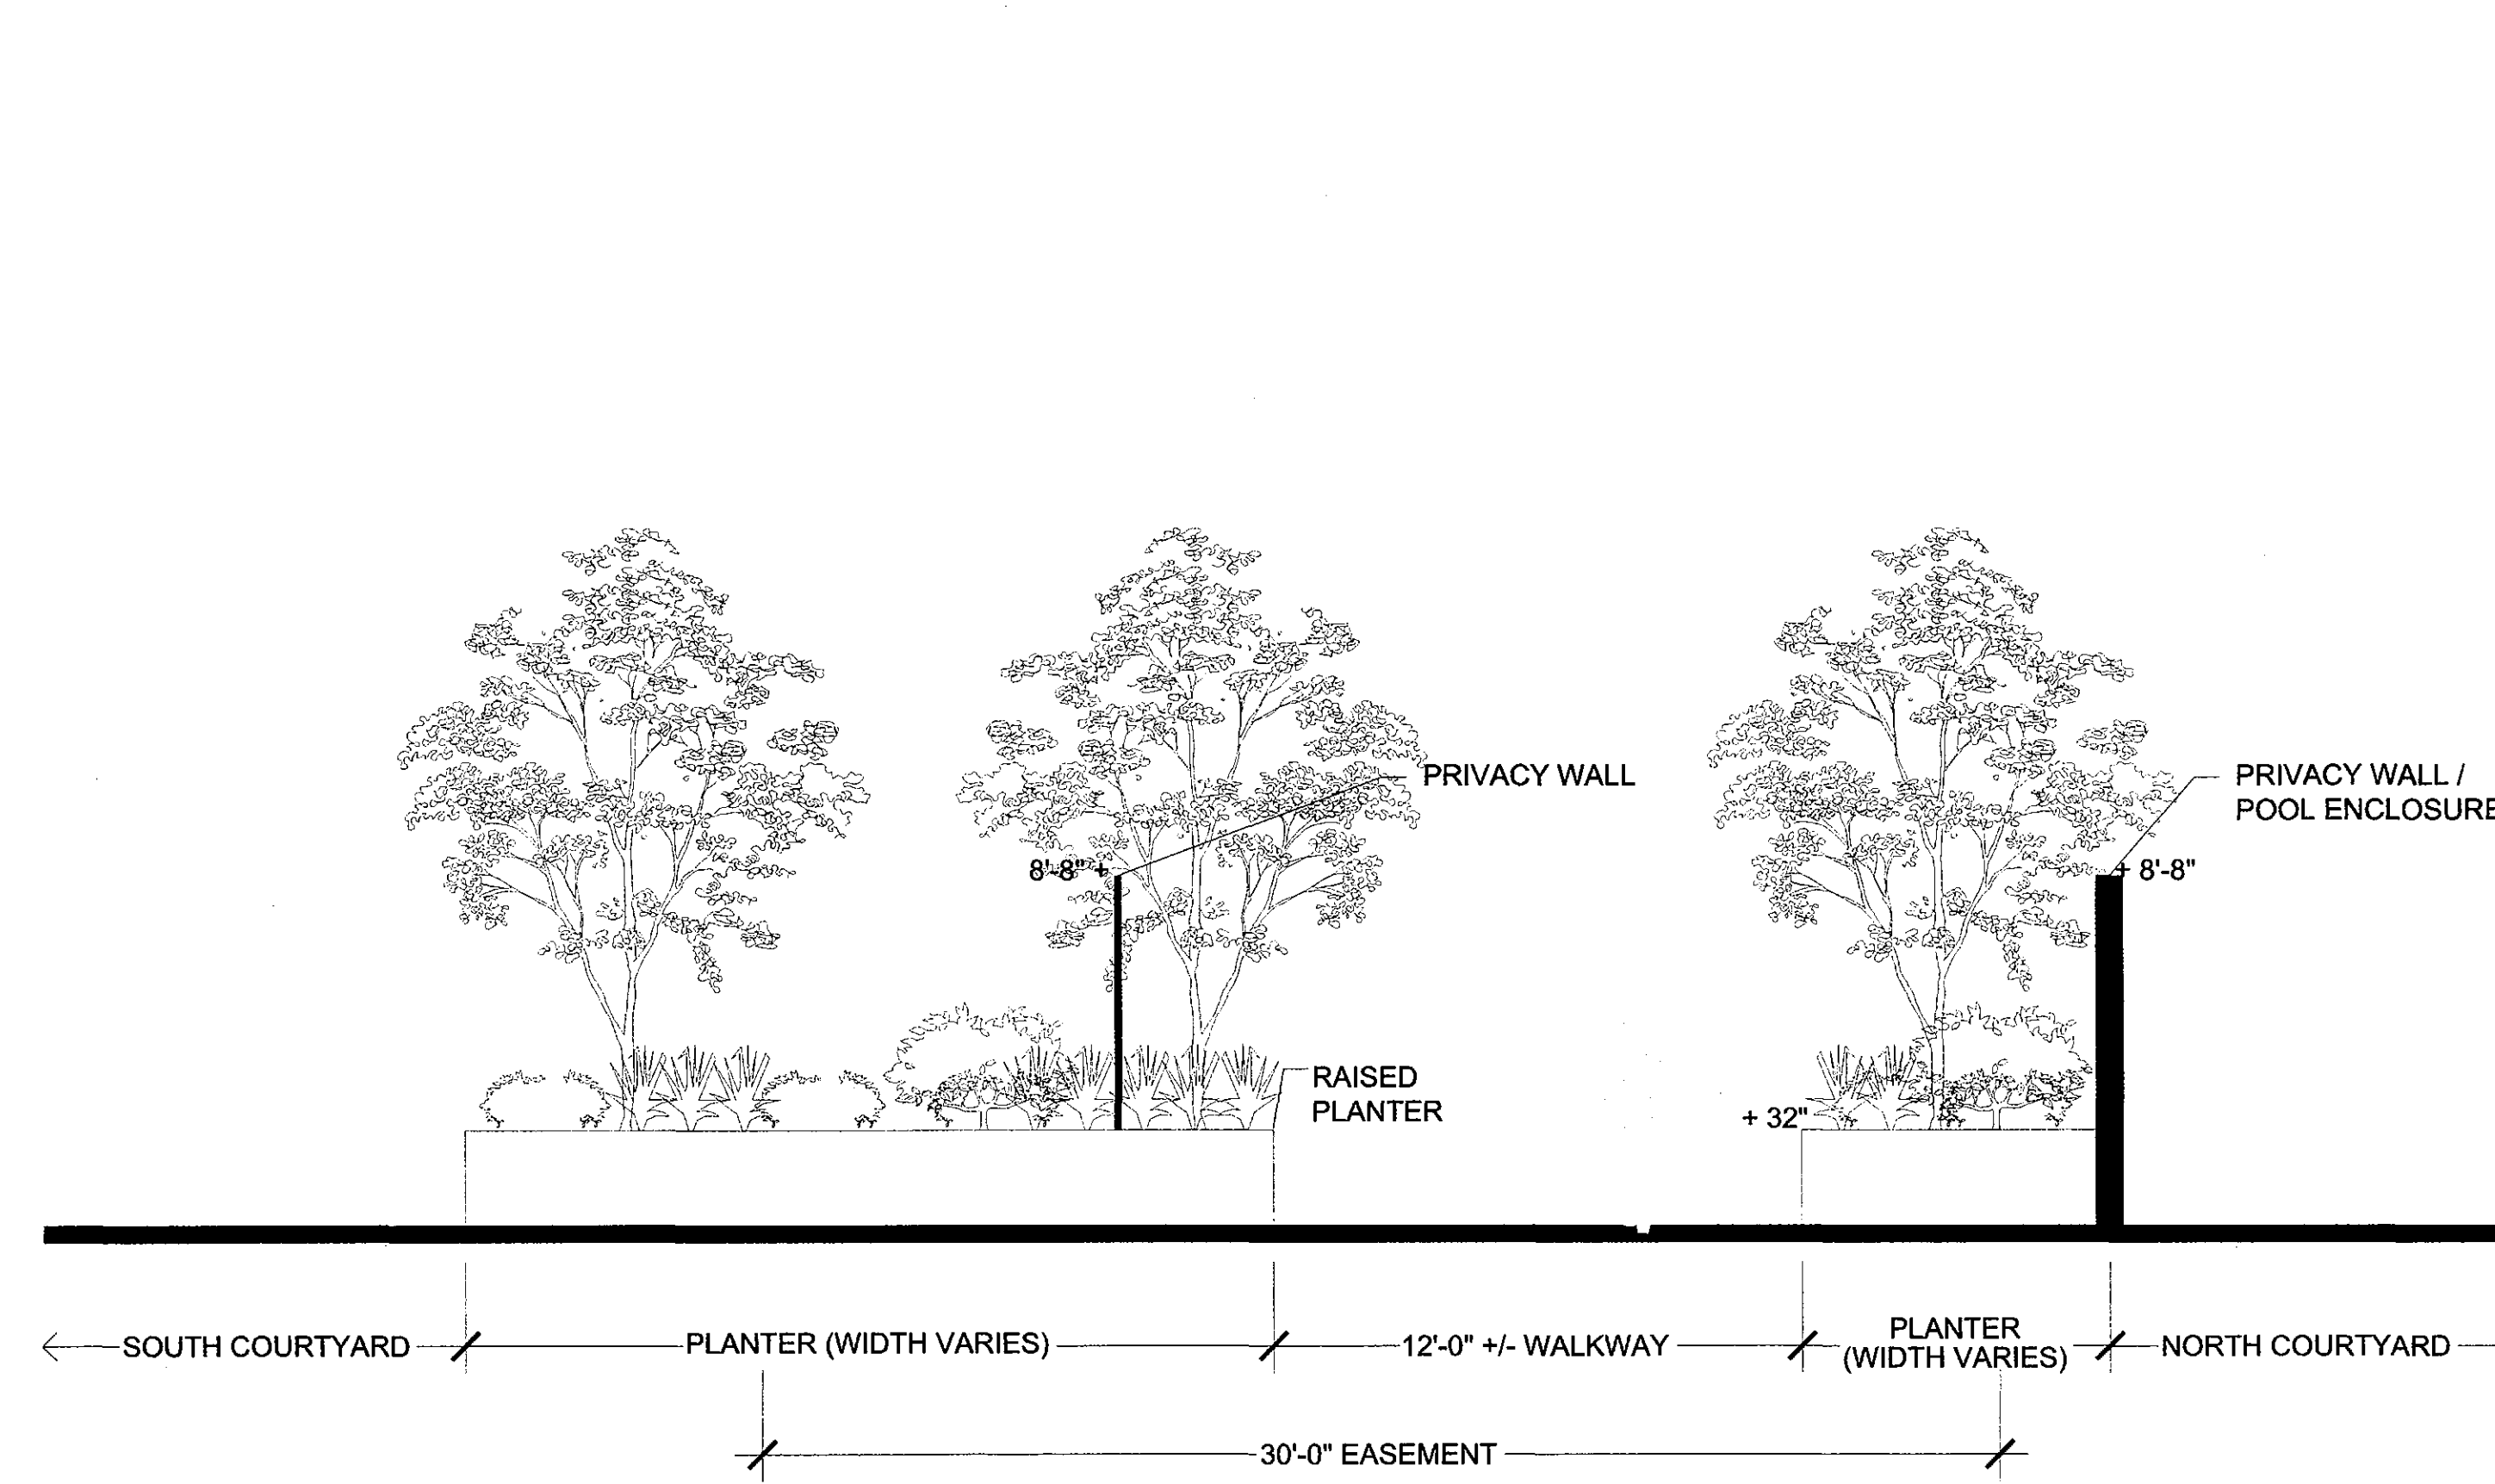 PRIVACY WALL
PRIVACY WALL /
POOL ENCLOSURE
8'-8" +
+ 8'-8"
RAISED
PLANTER
+ 32"
SOUTH COURTYARD
PLANTER (WIDTH VARIES)
12'-0" +/- WALKWAY
PLANTER
(WIDTH VARIES)
NORTH COURTYARD
30'-0" EASEMENT